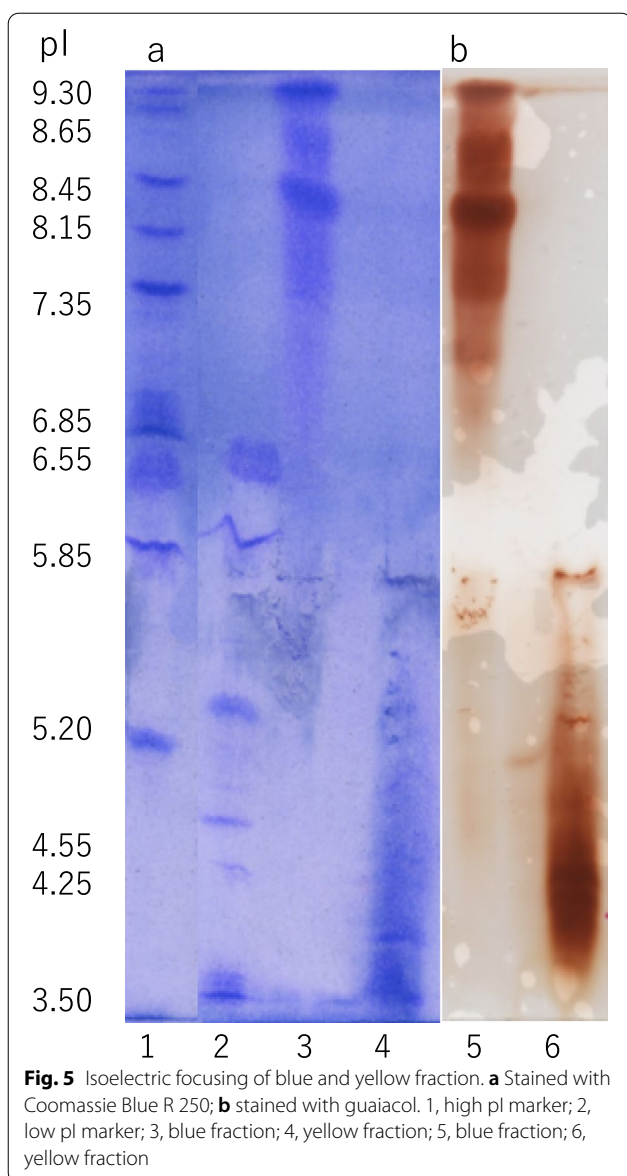 pI a b
9.30
8.65
8.45
8.15
7.35
6.85
6.55
5.85
5.20
4.55
4.25
3.50
1 2 3 4 5 6
Fig. 5 Isoelectric focusing of blue and yellow fraction. a Stained with
Coomassie Blue R 250; b stained with guaiacol. 1, high pI marker; 2,
low pI marker; 3, blue fraction; 4, yellow fraction; 5, blue fraction; 6,
yellow fraction